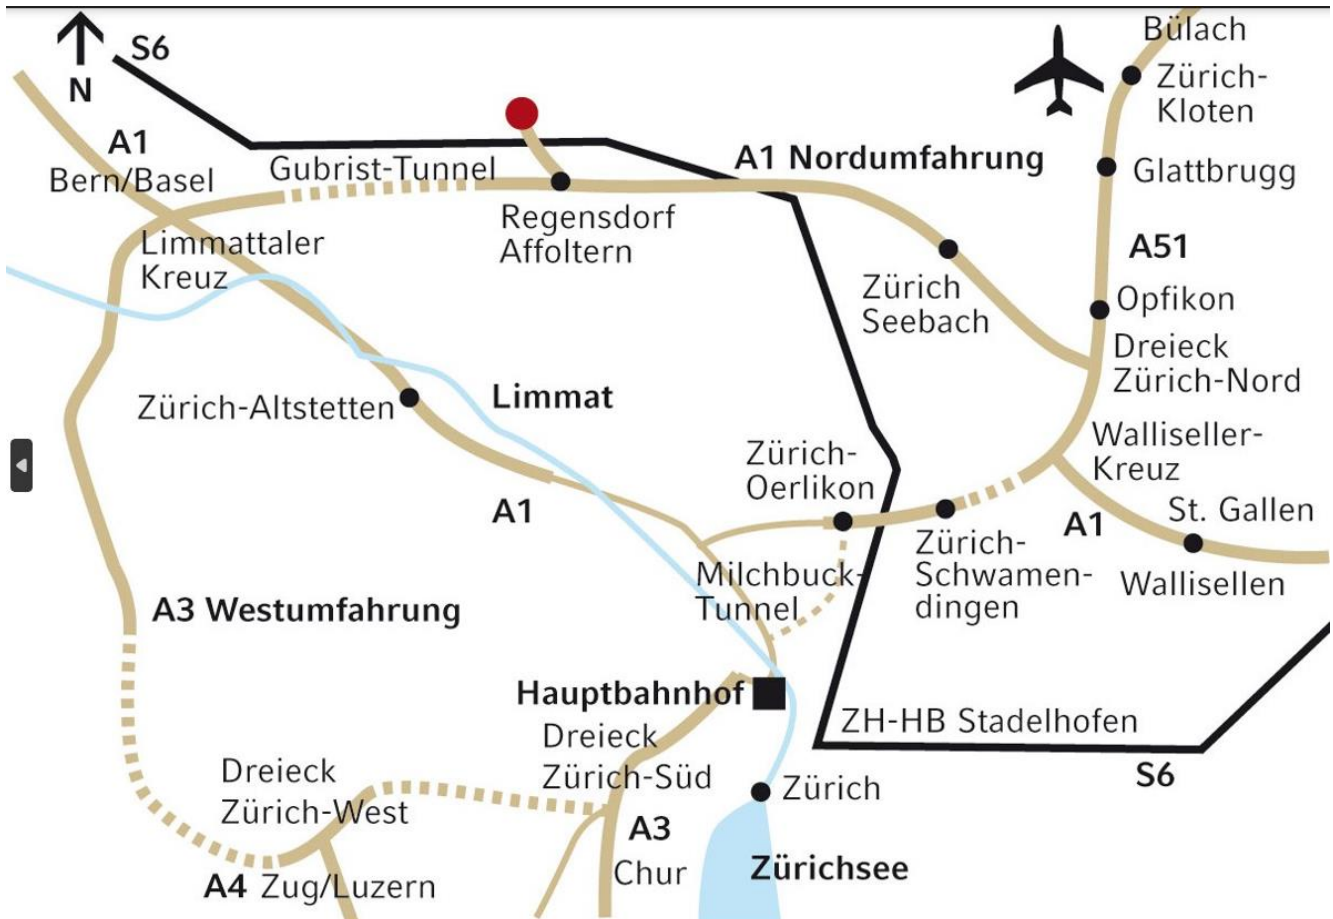 S6
N
A1
Bern/Basel
Gubrist-Tunnel
A1 Nordumfahrung
Bülach
Zürich-
Kloten
Glattbrugg
Regensdorf
Affoltern
Limmattaler
Kreuz
A51
Zürich
Seebach
Opfikon
Dreieck
Zürich-Nord
Zürich-Altstetten
Limmat
Walliseller-
Kreuz
Zürich-
Oerlikon
A1
A1
St. Gallen
Wallisellen
Zürich-
Schwamen-
dingen
Milchbuck-
Tunnel
A3 Westumfahrung
Hauptbahnhof
ZH-HB Stadelhofen
S6
Dreieck
Zürich-Süd
Dreieck
Zürich-West
Zürich
A3
Chur
Zürichsee
A4 Zug/Luzern